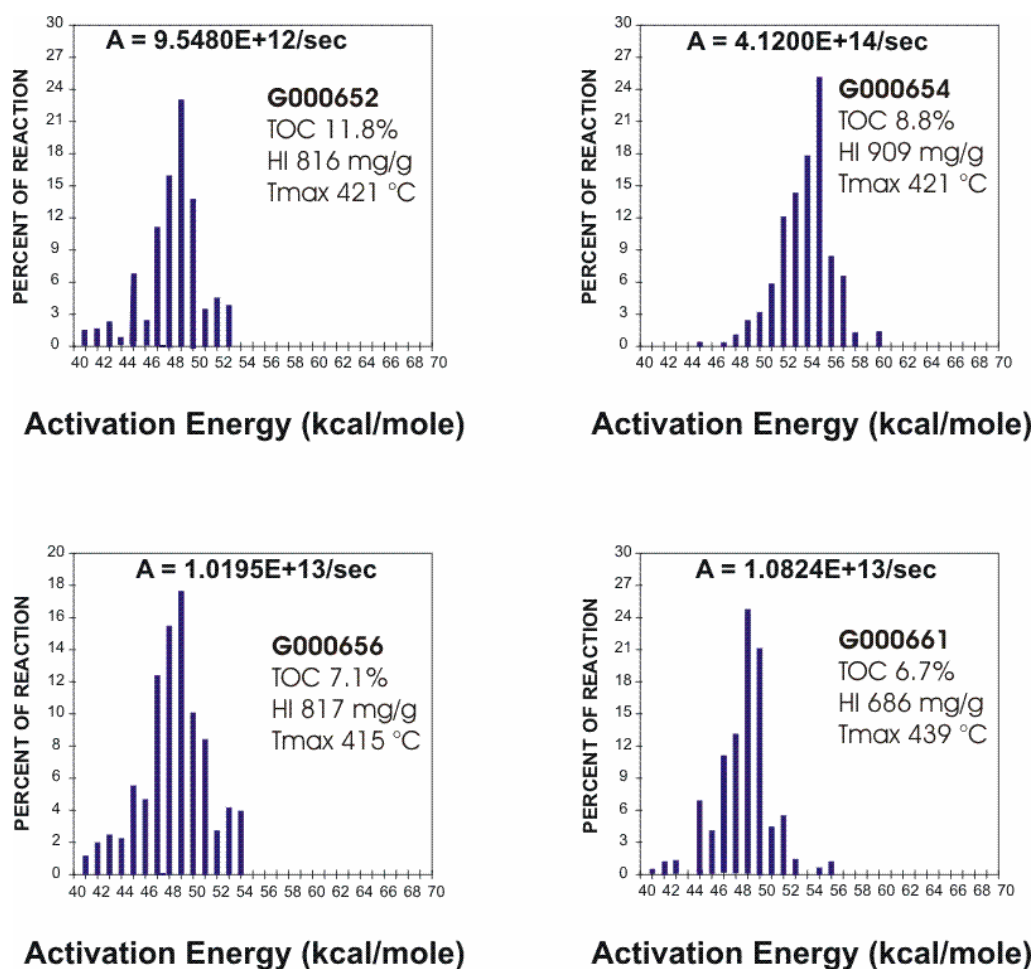 A = 9.5480E+12/sec
PERCENT OF REACTION
30
27
24
21
18
15
12
9
6
3
0
G000652
TOC 11.8%
HI 816 mg/g
Tmax 421 °C
40 42 44 46 48 50 52 54 56 58 60 62 64 66 68 70
Activation Energy (kcal/mole)
A = 4.1200E+14/sec
PERCENT OF REACTION
30
27
24
21
18
15
12
9
6
3
0
G000654
TOC 8.8%
HI 909 mg/g
Tmax 421 °C
40 42 44 46 48 50 52 54 56 58 60 62 64 66 68 70
Activation Energy (kcal/mole)
A = 1.0195E+13/sec
PERCENT OF REACTION
20
18
16
14
12
10
8
6
4
2
0
G000656
TOC 7.1%
HI 817 mg/g
Tmax 415 °C
40 42 44 46 48 50 52 54 56 58 60 62 64 66 68 70
Activation Energy (kcal/mole)
A = 1.0824E+13/sec
PERCENT OF REACTION
30
27
24
21
18
15
12
9
6
3
0
G000661
TOC 6.7%
HI 686 mg/g
Tmax 439 °C
40 42 44 46 48 50 52 54 56 58 60 62 64 66 68 70
Activation Energy (kcal/mole)